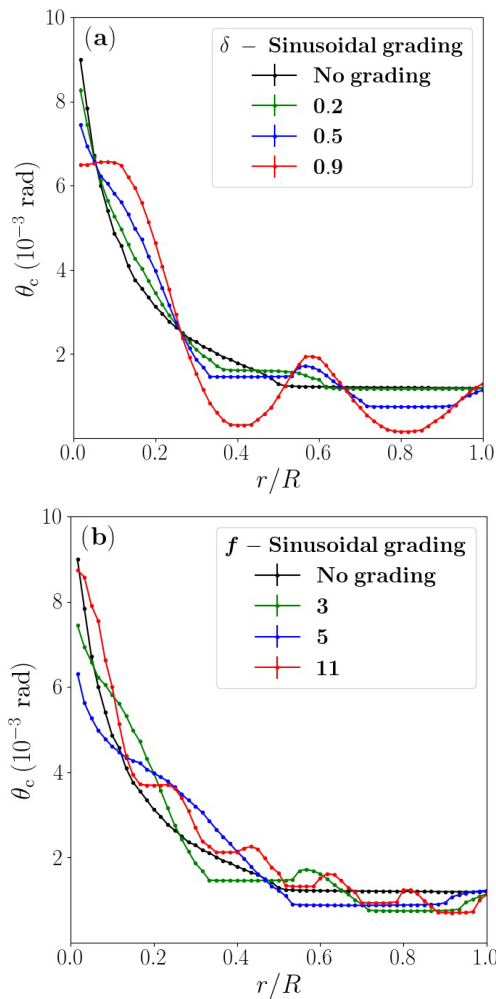 (a)
δ − Sinusoidal grading
No grading
0.2
0.5
0.9
10
8
6
4
2
θc (10−3 rad)
0.0 0.2 0.4 0.6 0.8 1.0
r/R
(b)
f − Sinusoidal grading
No grading
3
5
11
10
8
6
4
2
θc (10−3 rad)
0.0 0.2 0.4 0.6 0.8 1.0
r/R